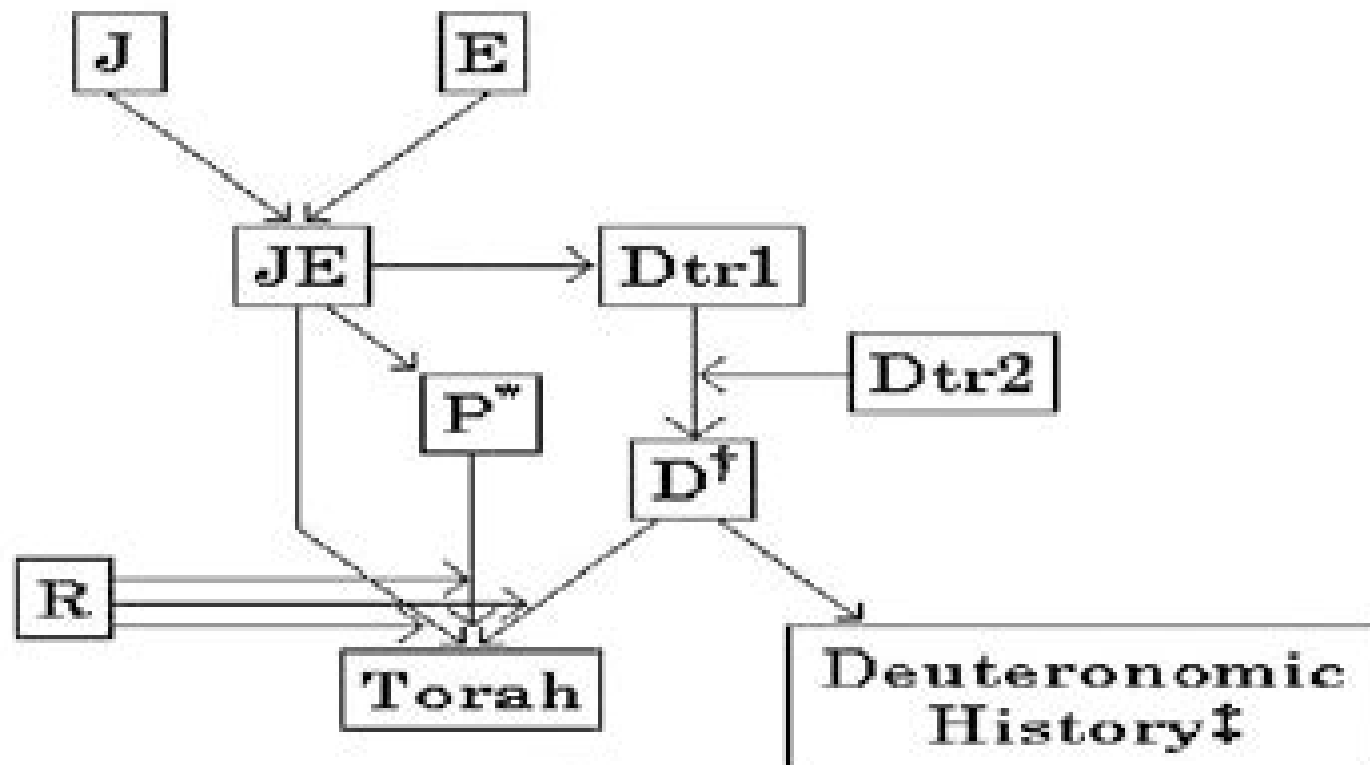 J
E
JE
Dtr1
Dtr2
P*
D†
R
Torah
Deuteronomic
History‡